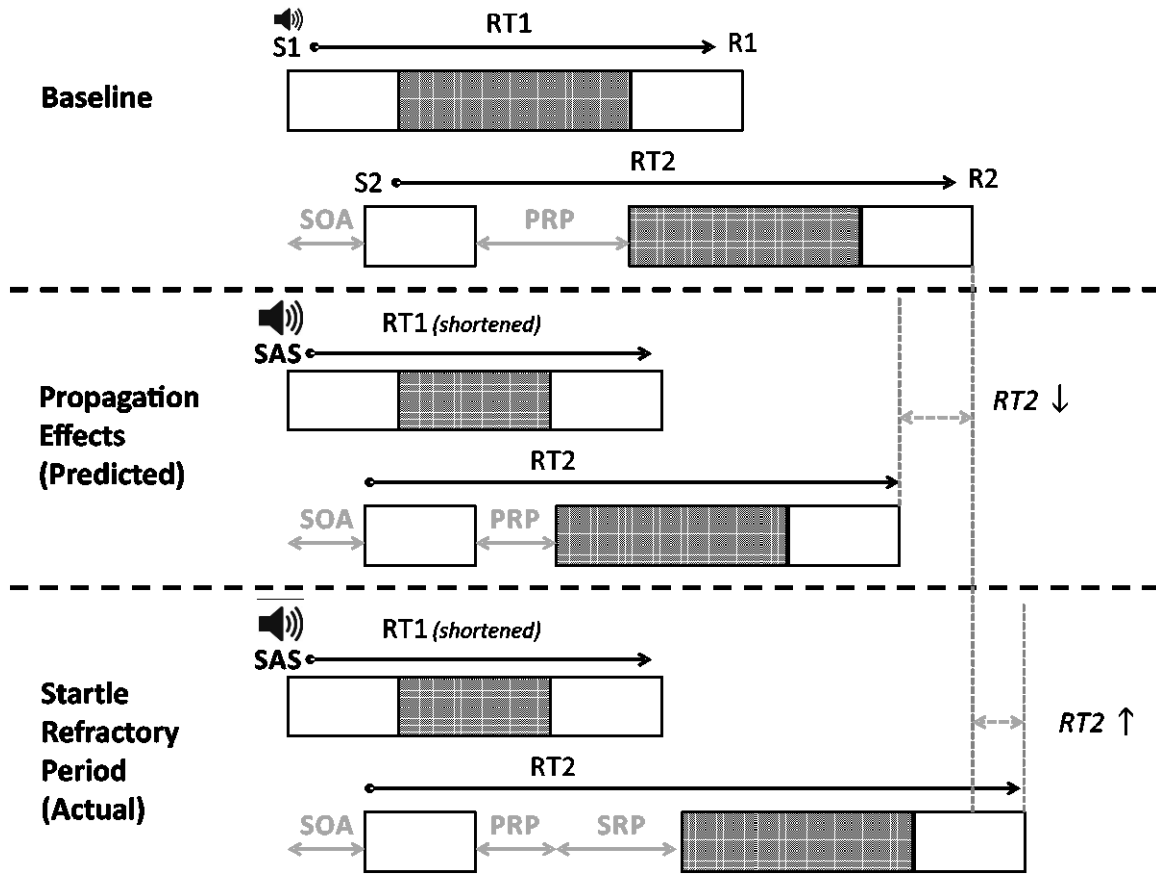 RT1
S1
R1
Baseline
RT2
S2
R2
SOA
PRP
SAS
RT1 (shortened)
Propagation
Effects
(Predicted)
RT2 ↓
RT2
SOA
PRP
SAS
RT1 (shortened)
Startle
Refractory
Period
(Actual)
RT2 ↑
RT2
SOA
PRP
SRP